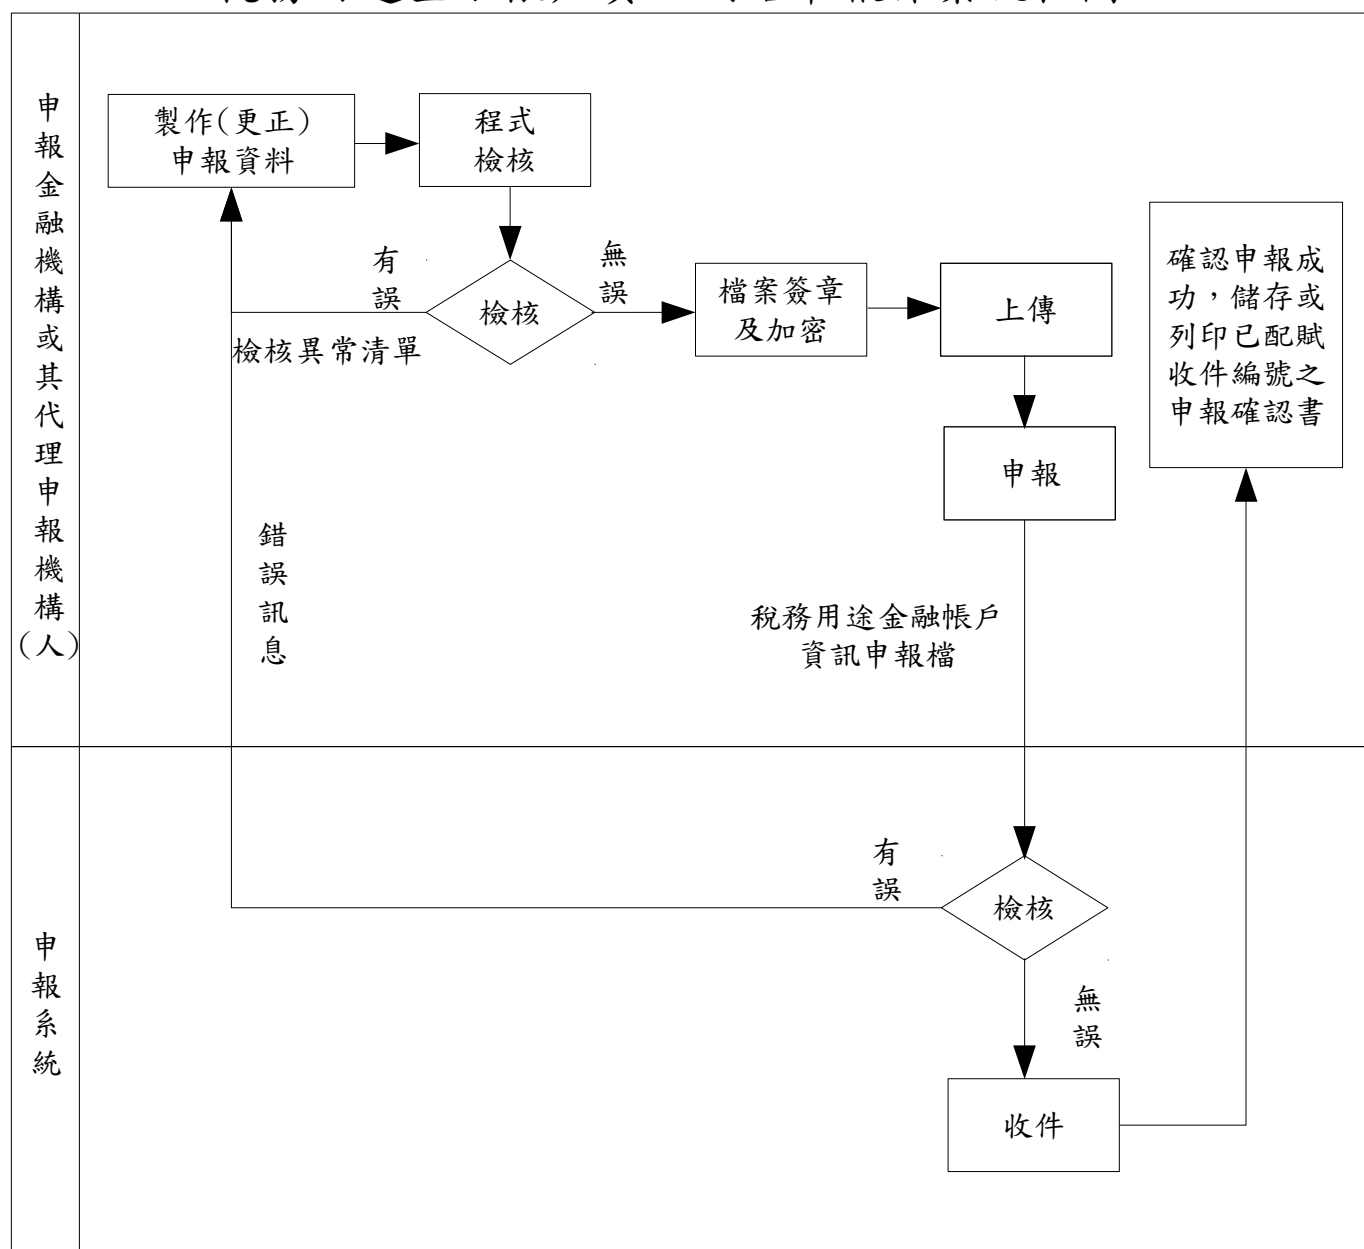 申報金融機構或其代理申報機構(人)
製作(更正)
申報資料
程式
檢核
有誤
檢核
無誤
檢核異常清單
檔案簽章
及加密
上傳
申報
確認申報成
功，儲存或
列印已配賦
收件編號之
申報確認書
錯誤訊息
稅務用途金融帳戶
資訊申報檔
申報系統
有誤
檢核
無誤
收件